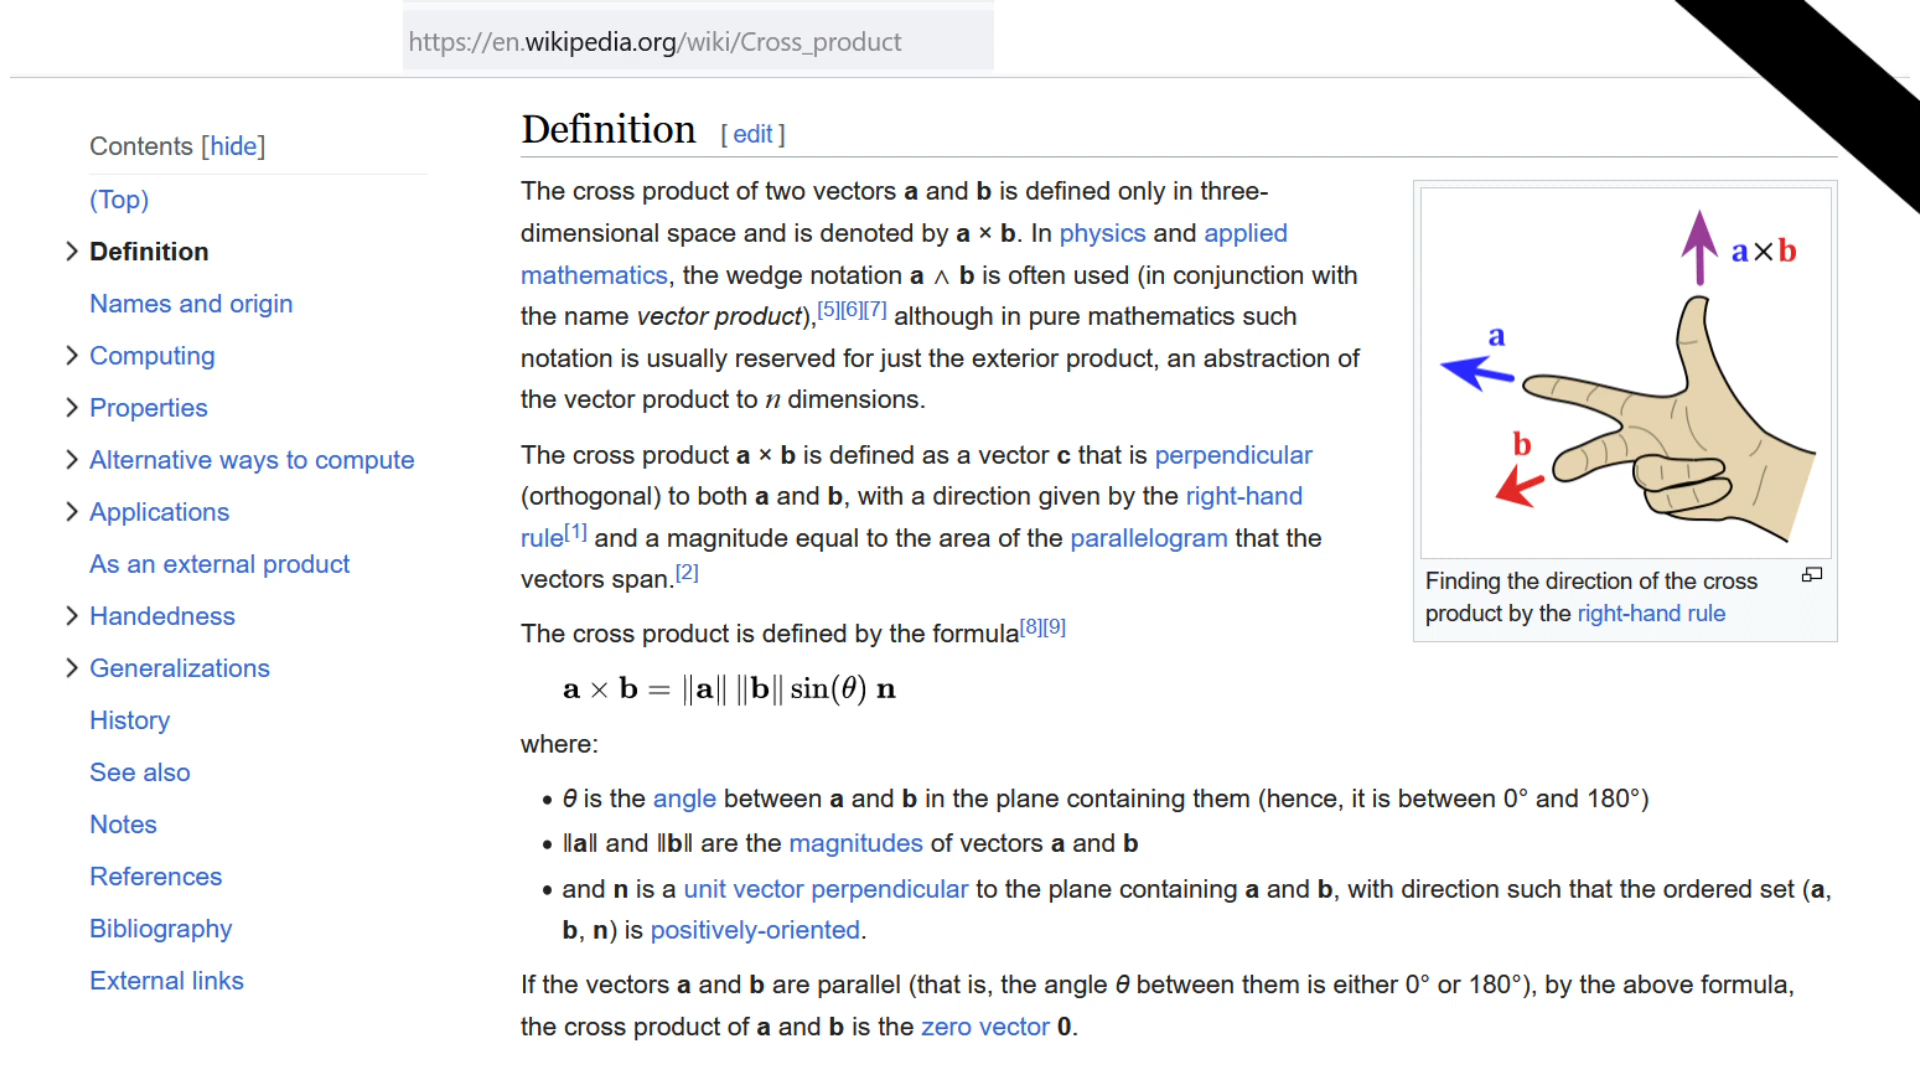 https://en.wikipedia.org/wiki/Cross_product
Contents [hide]
(Top)
Definition
Names and origin
Computing
Properties
Alternative ways to compute
Applications
As an external product
Handedness
Generalizations
History
See also
Notes
References
Bibliography
External links
Definition [ edit ]
The cross product of two vectors a and b is defined only in three-
dimensional space and is denoted by a × b. In physics and applied
mathematics, the wedge notation a ∧ b is often used (in conjunction with
the name vector product),[5][6][7] although in pure mathematics such
notation is usually reserved for just the exterior product, an abstraction of
the vector product to n dimensions.
The cross product a × b is defined as a vector c that is perpendicular
(orthogonal) to both a and b, with a direction given by the right-hand
rule[1] and a magnitude equal to the area of the parallelogram that the
vectors span.[2]
The cross product is defined by the formula[8][9]
a × b = ‖a‖ ‖b‖ sin(θ) n
where:
• θ is the angle between a and b in the plane containing them (hence, it is between 0° and 180°)
• ‖a‖ and ‖b‖ are the magnitudes of vectors a and b
• and n is a unit vector perpendicular to the plane containing a and b, with direction such that the ordered set (a,
b, n) is positively-oriented.
If the vectors a and b are parallel (that is, the angle θ between them is either 0° or 180°), by the above formula,
the cross product of a and b is the zero vector 0.
a×b
a
b
Finding the direction of the cross
product by the right-hand rule